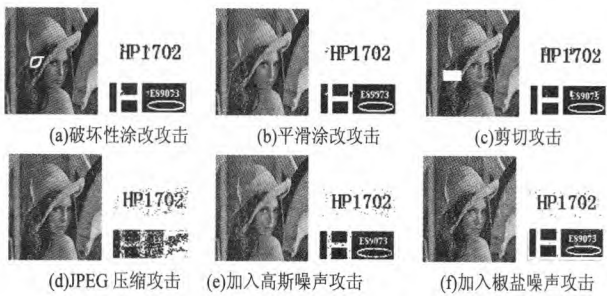 HP1702 HP1702 HP1702
E89073 E89073 E8907
(a)破坏性涂改攻击 (b)平滑涂改攻击 (c)剪切攻击
HP1702 HP1702 HP1702
E89073 E89073
(d)JPEG 压缩攻击 (e)加入高斯噪声攻击 (f)加入椒盐噪声攻击